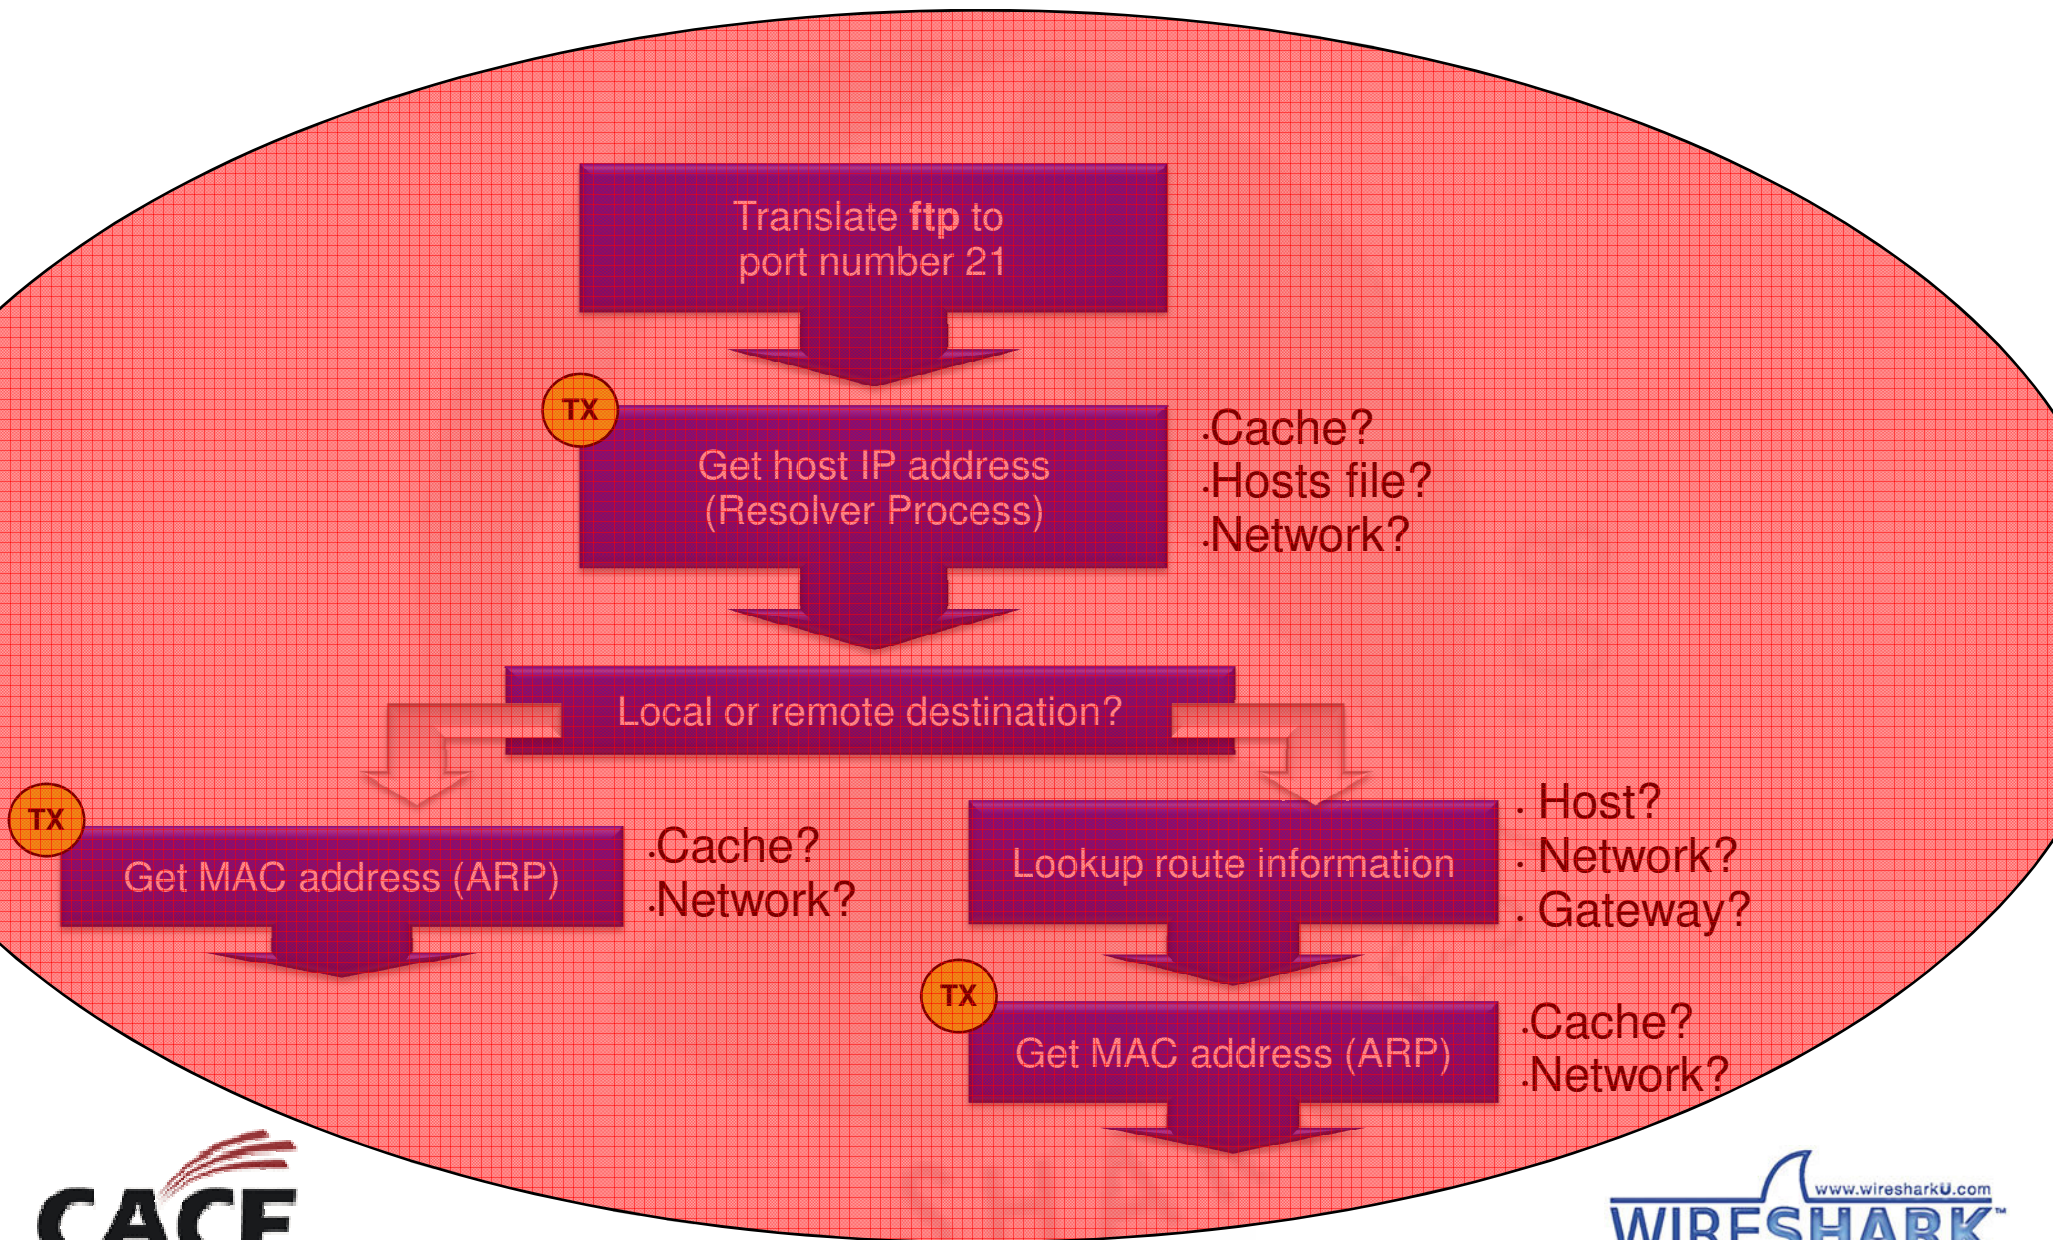 Translate ftp to
port number 21
TX
Get host IP address
(Resolver Process)
.Cache?
.Hosts file?
.Network?
Local or remote destination?
TX
Get MAC address (ARP)
.Cache?
.Network?
Lookup route information
. Host?
. Network?
. Gateway?
TX
Get MAC address (ARP)
.Cache?
.Network?
CACE
www.wiresharkU.com
WIRESHARK™